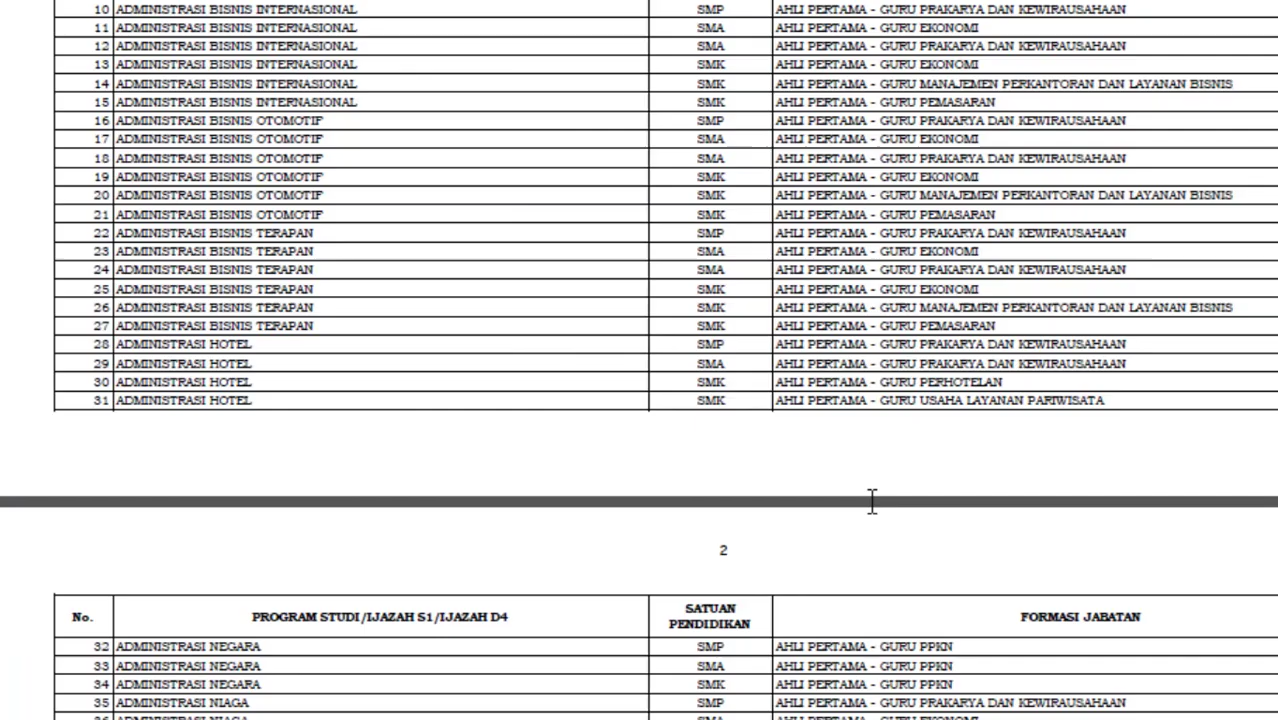 10 ADMINISTRASI BISNIS INTERNASIONAL SMP AHLI PERTAMA - GURU PRAKARYA DAN KEWIRAUSAHAAN
11 ADMINISTRASI BISNIS INTERNASIONAL SMA AHLI PERTAMA - GURU EKONOMI
12 ADMINISTRASI BISNIS INTERNASIONAL SMA AHLI PERTAMA - GURU PRAKARYA DAN KEWIRAUSAHAAN
13 ADMINISTRASI BISNIS INTERNASIONAL SMK AHLI PERTAMA - GURU EKONOMI
14 ADMINISTRASI BISNIS INTERNASIONAL SMK AHLI PERTAMA - GURU MANAJEMEN PERKANTORAN DAN LAYANAN BISNIS
15 ADMINISTRASI BISNIS INTERNASIONAL SMK AHLI PERTAMA - GURU PEMASARAN
16 ADMINISTRASI BISNIS OTOMOTIF SMP AHLI PERTAMA - GURU PRAKARYA DAN KEWIRAUSAHAAN
17 ADMINISTRASI BISNIS OTOMOTIF SMA AHLI PERTAMA - GURU EKONOMI
18 ADMINISTRASI BISNIS OTOMOTIF SMA AHLI PERTAMA - GURU PRAKARYA DAN KEWIRAUSAHAAN
19 ADMINISTRASI BISNIS OTOMOTIF SMK AHLI PERTAMA - GURU EKONOMI
20 ADMINISTRASI BISNIS OTOMOTIF SMK AHLI PERTAMA - GURU MANAJEMEN PERKANTORAN DAN LAYANAN BISNIS
21 ADMINISTRASI BISNIS OTOMOTIF SMK AHLI PERTAMA - GURU PEMASARAN
22 ADMINISTRASI BISNIS TERAPAN SMP AHLI PERTAMA - GURU PRAKARYA DAN KEWIRAUSAHAAN
23 ADMINISTRASI BISNIS TERAPAN SMA AHLI PERTAMA - GURU EKONOMI
24 ADMINISTRASI BISNIS TERAPAN SMA AHLI PERTAMA - GURU PRAKARYA DAN KEWIRAUSAHAAN
25 ADMINISTRASI BISNIS TERAPAN SMK AHLI PERTAMA - GURU EKONOMI
26 ADMINISTRASI BISNIS TERAPAN SMK AHLI PERTAMA - GURU MANAJEMEN PERKANTORAN DAN LAYANAN BISNIS
27 ADMINISTRASI BISNIS TERAPAN SMK AHLI PERTAMA - GURU PEMASARAN
28 ADMINISTRASI HOTEL SMP AHLI PERTAMA - GURU PRAKARYA DAN KEWIRAUSAHAAN
29 ADMINISTRASI HOTEL SMA AHLI PERTAMA - GURU PRAKARYA DAN KEWIRAUSAHAAN
30 ADMINISTRASI HOTEL SMK AHLI PERTAMA - GURU PERHOTELAN
31 ADMINISTRASI HOTEL SMK AHLI PERTAMA - GURU USAHA LAYANAN PARIWISATA
2
No. PROGRAM STUDI/IJAZAH S1/IJAZAH D4 SATUAN PENDIDIKAN FORMASI JABATAN
32 ADMINISTRASI NEGARA SMP AHLI PERTAMA - GURU PPKN
33 ADMINISTRASI NEGARA SMA AHLI PERTAMA - GURU PPKN
34 ADMINISTRASI NEGARA SMK AHLI PERTAMA - GURU PPKN
35 ADMINISTRASI NIAGA SMP AHLI PERTAMA - GURU PRAKARYA DAN KEWIRAUSAHAAN
36 ADMINISTRASI NIAGA SMA AHLI PERTAMA - GURU EKONOMI